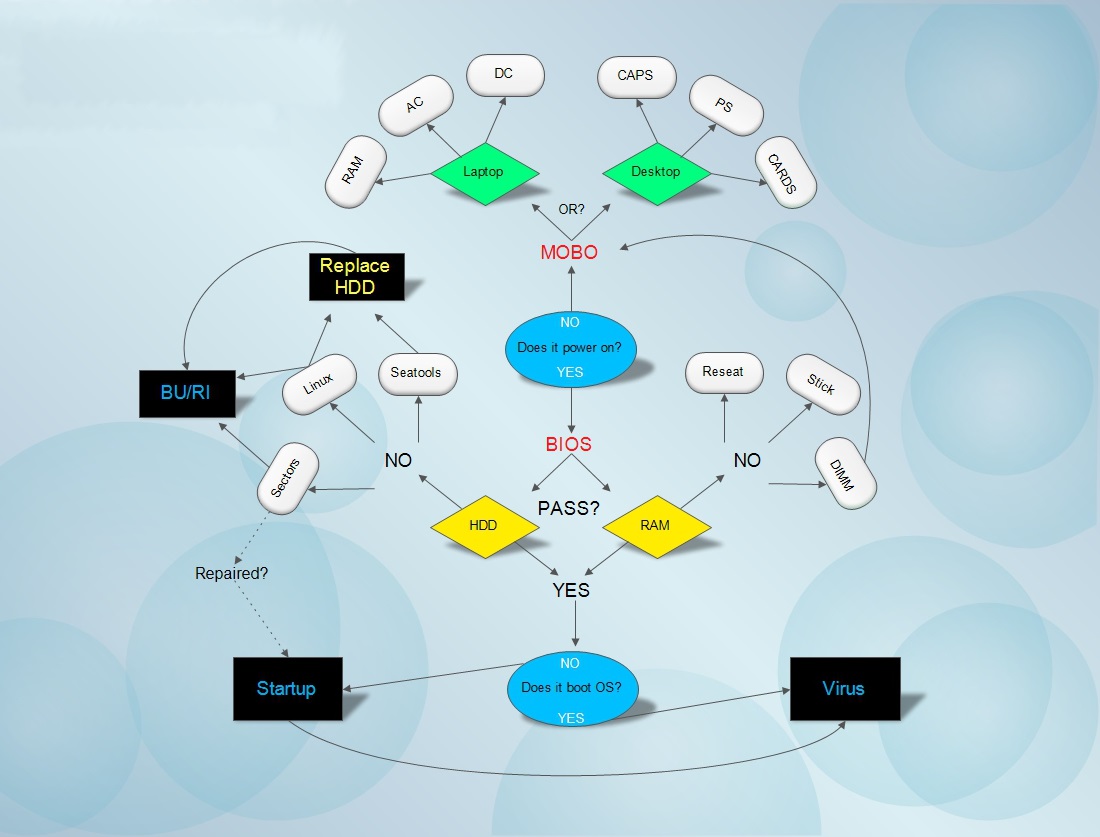 DC
CAPS
AC
PS
RAM
Laptop
Desktop
CARDS
OR?
MOBO
Replace
HDD
NO
Does it power on?
YES
BU/RI
Linux
Seatools
Reseat
Stick
BIOS
NO
NO
Sectors
DIMM
PASS?
HDD
RAM
Repaired?
YES
NO
Startup
Does it boot OS?
Virus
YES